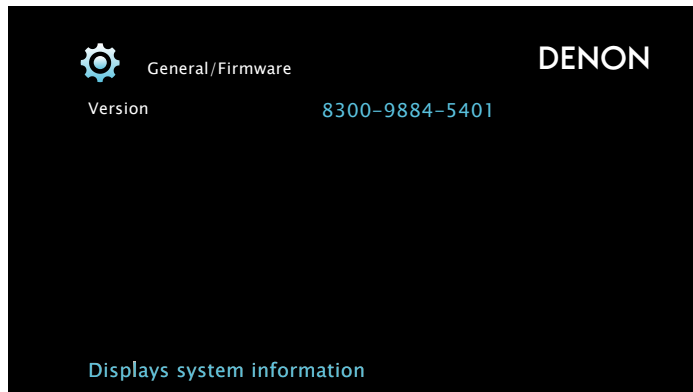 General/Firmware
DENON
Version 8300-9884-5401
Displays system information